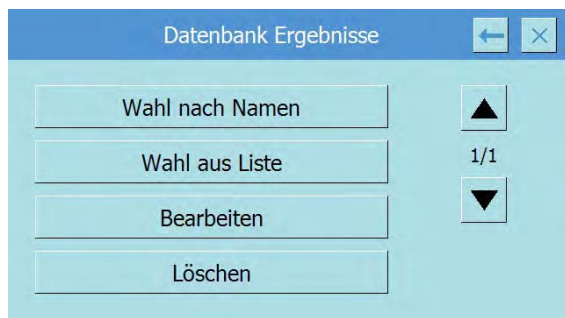 Datenbank Ergebnisse
Wahl nach Namen
Wahl aus Liste
1/1
Bearbeiten
Löschen